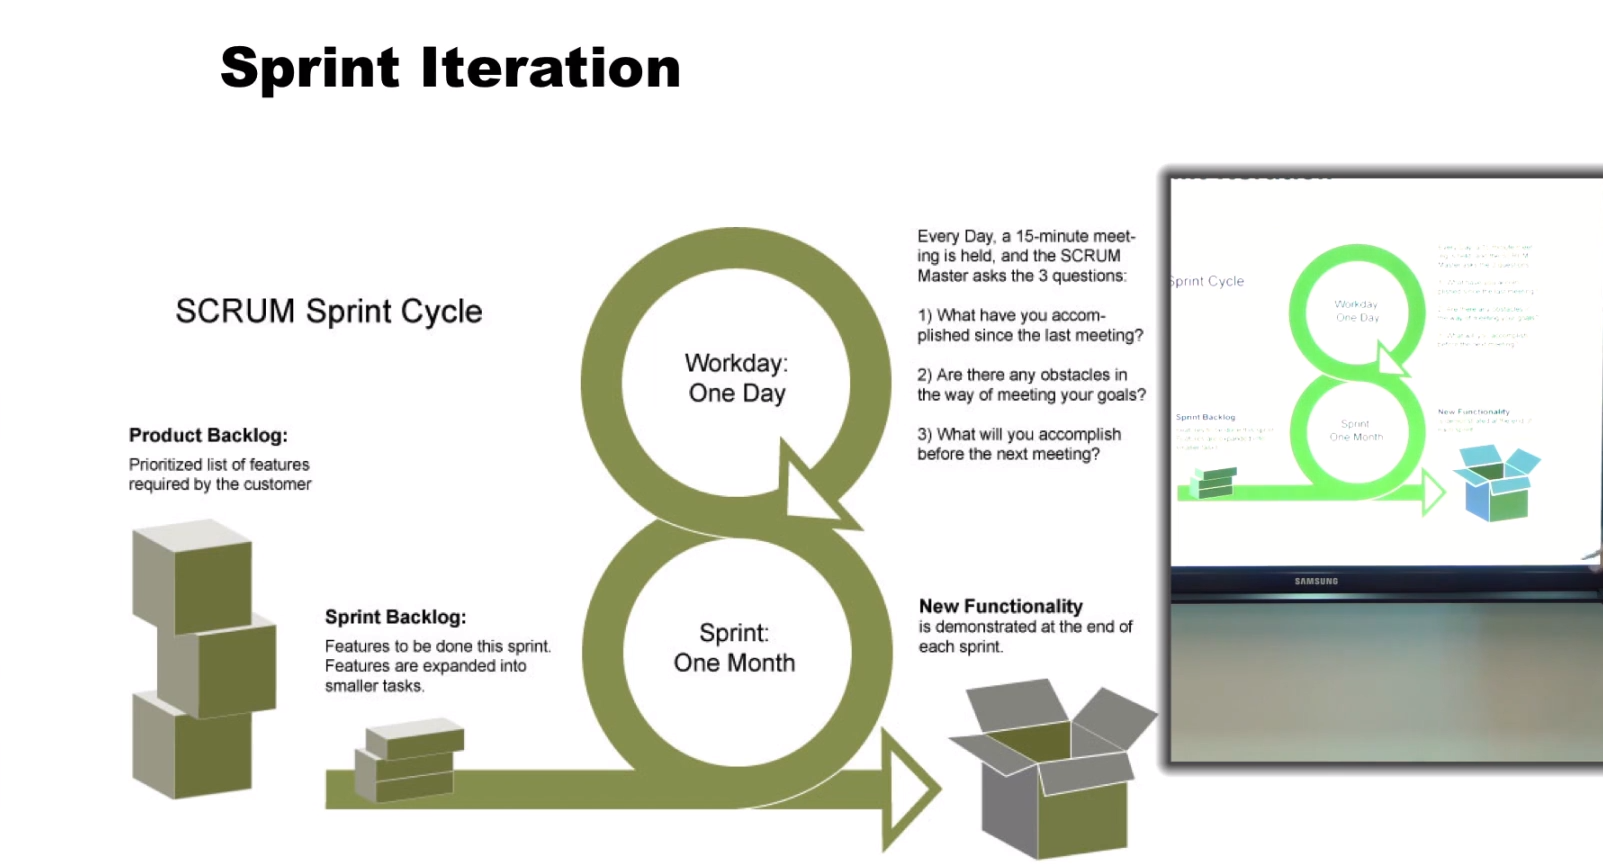 Sprint Iteration
SCRUM Sprint Cycle
Product Backlog:
Prioritized list of features
required by the customer
Sprint Backlog:
Features to be done this sprint.
Features are expanded into
smaller tasks.
Workday:
One Day
Sprint:
One Month
Every Day, a 15-minute meet-
ing is held, and the SCRUM
Master asks the 3 questions:
1) What have you accom-
plished since the last meeting?
2) Are there any obstacles in
the way of meeting your goals?
3) What will you accomplish
before the next meeting?
New Functionality
is demonstrated at the end of
each sprint.
Sprint Cycle
Workday
One Day
Sprint Backlog
Sprint
One Month
New Functionality
SAMSUNG